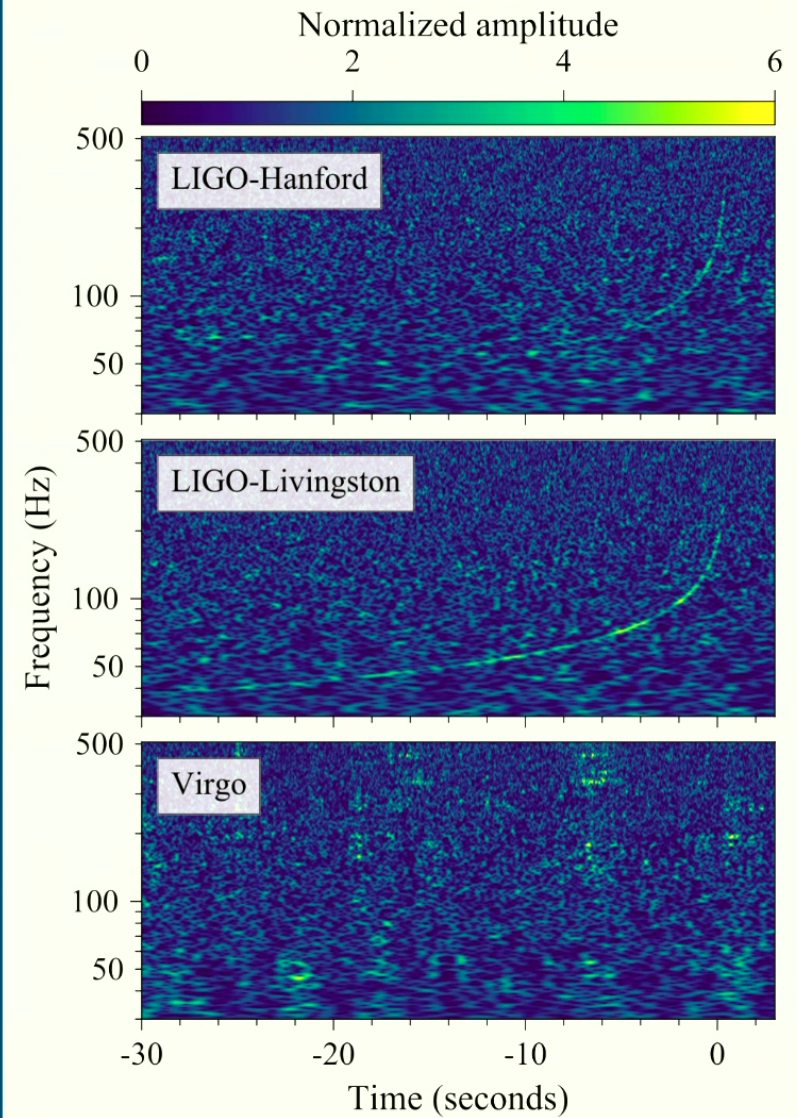 Normalized amplitude
0 2 4 6
500
LIGO-Hanford
100
50
500
LIGO-Livingston
100
50
Frequency (Hz)
500
Virgo
100
50
-30 -20 -10 0
Time (seconds)